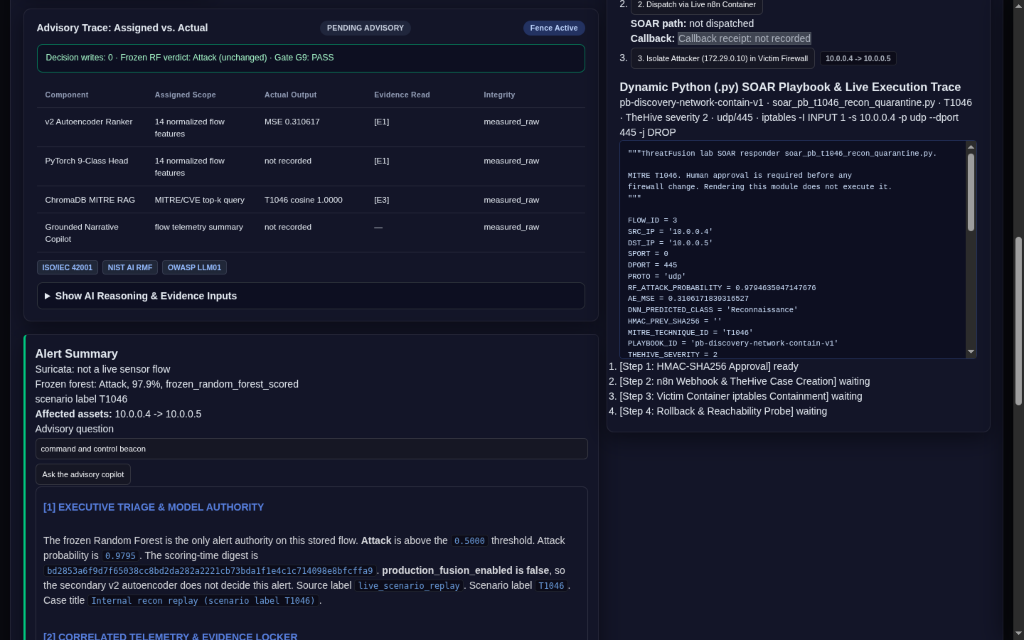 Advisory Trace: Assigned vs. Actual
PENDING ADVISORY
Fence Active
Decision writes: 0 · Frozen RF verdict: Attack (unchanged) · Gate G9: PASS
Component Assigned Scope Actual Output Evidence Read Integrity
v2 Autoencoder Ranker 14 normalized flow features MSE 0.310617 [E1] measured_raw
PyTorch 9-Class Head 14 normalized flow features not recorded [E1] measured_raw
ChromaDB MITRE RAG MITRE/CVE top-k query T1046 cosine 1.0000 [E3] measured_raw
Grounded Narrative Copilot flow telemetry summary not recorded — measured_raw
ISO/IEC 42001 NIST AI RMF OWASP LLM01
Show AI Reasoning & Evidence Inputs
Alert Summary
Suricata: not a live sensor flow
Frozen forest: Attack, 97.9%, frozen_random_forest_scored
scenario label T1046
Affected assets: 10.0.0.4 -> 10.0.0.5
Advisory question
command and control beacon
Ask the advisory copilot
[1] EXECUTIVE TRIAGE & MODEL AUTHORITY
The frozen Random Forest is the only alert authority on this stored flow. Attack is above the 0.5000 threshold. Attack
probability is 0.9795 . The scoring-time digest is
bd2853a6f9d7f65038cc8bd2da282a2221cb73bda1f1e4c1c714098e8bfcffa9 . production_fusion_enabled is false, so
the secondary v2 autoencoder does not decide this alert. Source label live_scenario_replay . Scenario label T1046 .
Case title Internal recon replay (scenario label T1046) .
[2] CORRELATED TELEMETRY & EVIDENCE LOCKER
2. 2. Dispatch via Live n8n Container
SOAR path: not dispatched
Callback: Callback receipt: not recorded
3. 3. Isolate Attacker (172.29.0.10) in Victim Firewall 10.0.0.4 -> 10.0.0.5
Dynamic Python (.py) SOAR Playbook & Live Execution Trace
pb-discovery-network-contain-v1 · soar_pb_t1046_recon_quarantine.py · T1046
· TheHive severity 2 · udp/445 · iptables -I INPUT 1 -s 10.0.0.4 -p udp --dport
445 -j DROP
"""ThreatFusion lab SOAR responder soar_pb_t1046_recon_quarantine.py.
MITRE T1046. Human approval is required before any
firewall change. Rendering this module does not execute it.
"""
FLOW_ID = 3
SRC_IP = '10.0.0.4'
DST_IP = '10.0.0.5'
SPORT = 0
DPORT = 445
PROTO = 'udp'
RF_ATTACK_PROBABILITY = 0.9794635047147676
AE_MSE = 0.3106171839316527
DNN_PREDICTED_CLASS = 'Reconnaissance'
HMAC_PREV_SHA256 = ''
MITRE_TECHNIQUE_ID = 'T1046'
PLAYBOOK_ID = 'pb-discovery-network-contain-v1'
THEHIVE_SEVERITY = 2
1. [Step 1: HMAC-SHA256 Approval] ready
2. [Step 2: n8n Webhook & TheHive Case Creation] waiting
3. [Step 3: Victim Container iptables Containment] waiting
4. [Step 4: Rollback & Reachability Probe] waiting